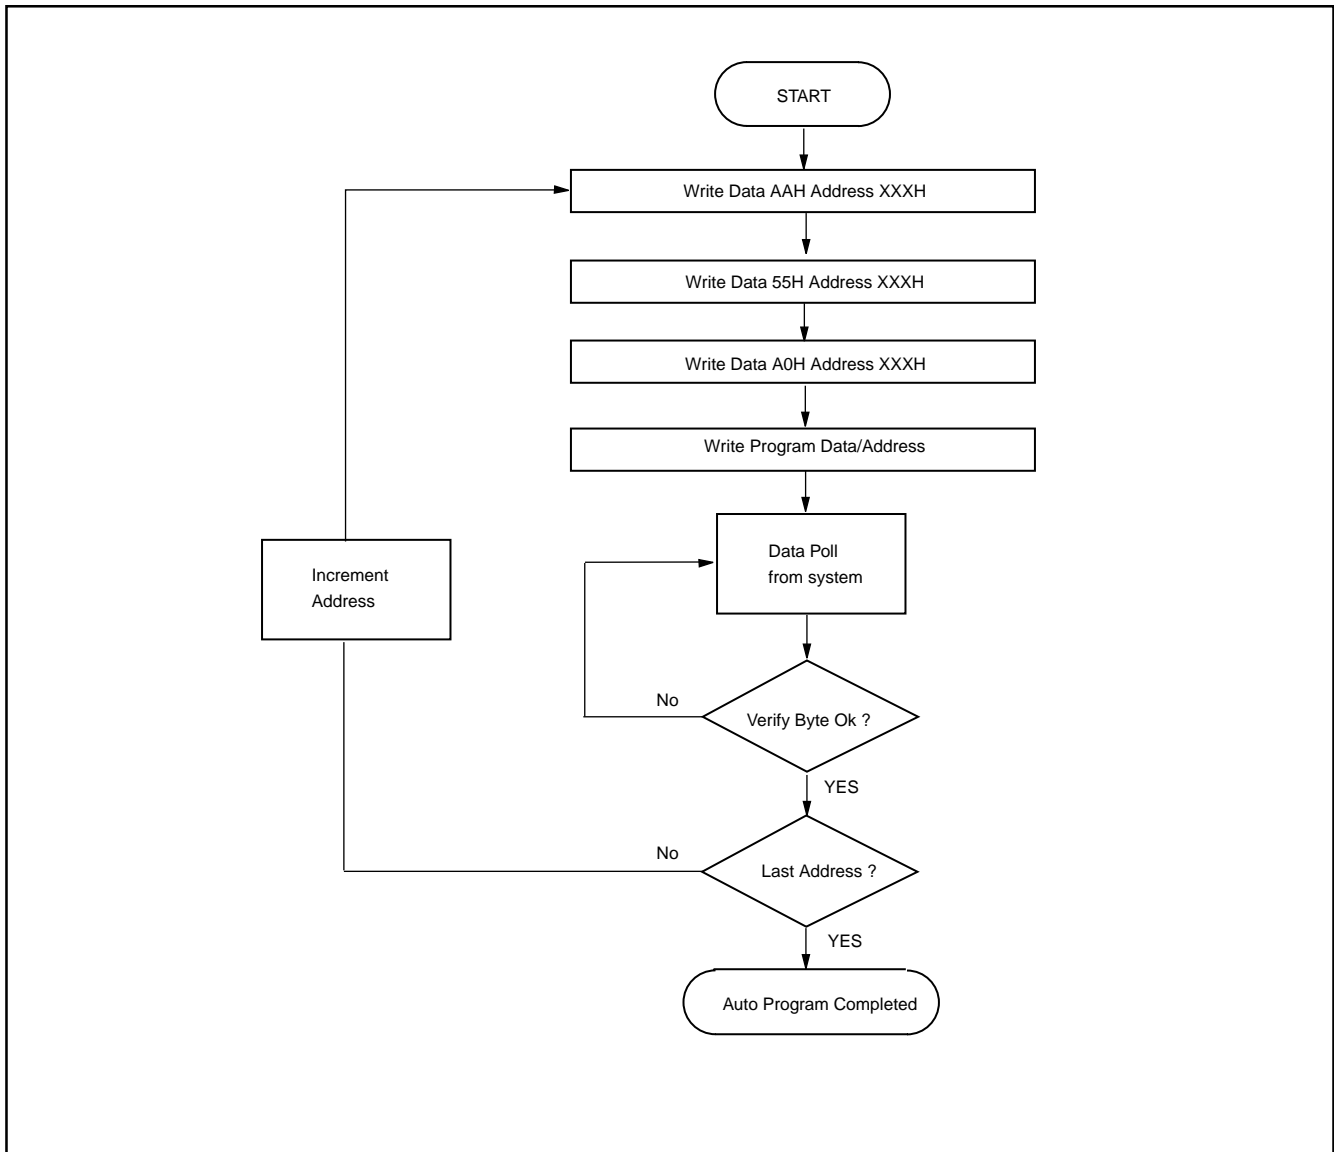 START
Write Data AAH Address XXXH
Write Data 55H Address XXXH
Write Data A0H Address XXXH
Write Program Data/Address
Data Poll
from system
Increment
Address
No
Verify Byte Ok ?
YES
No
Last Address ?
YES
Auto Program Completed